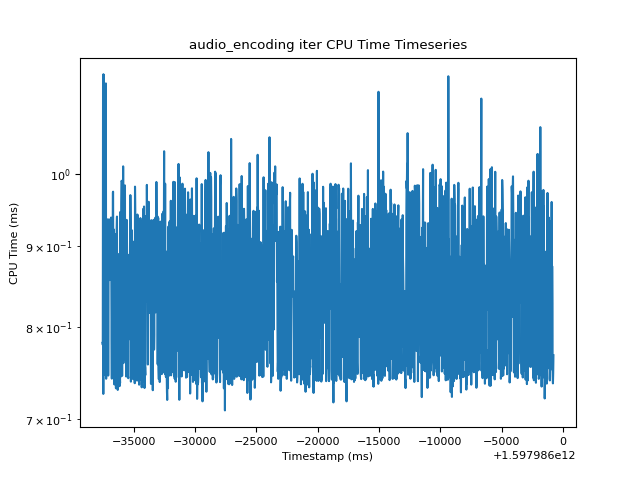 audio_encoding iter CPU Time Timeseries
CPU Time (ms)
10⁰
9 × 10⁻¹
8 × 10⁻¹
7 × 10⁻¹
−35000 −30000 −25000 −20000 −15000 −10000 −5000 0
Timestamp (ms)
+1.597986e12